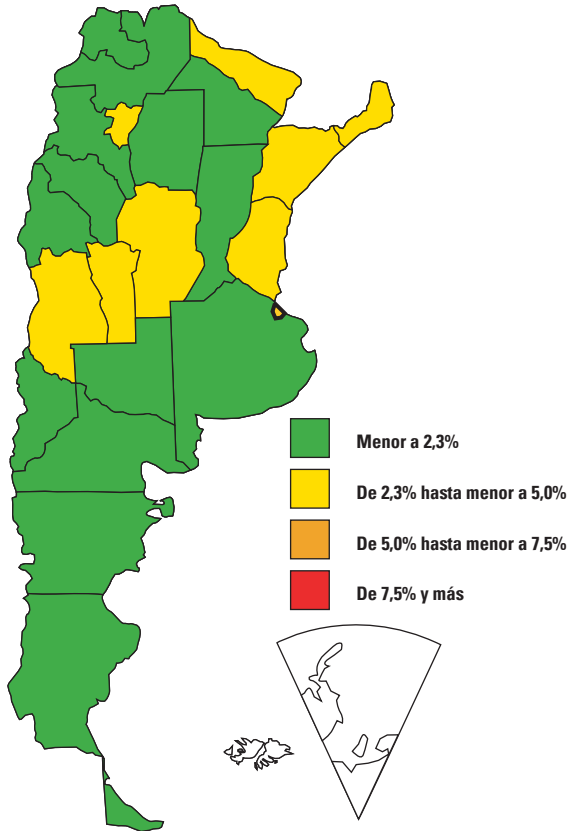 Menor a 2,3%
De 2,3% hasta menor a 5,0%
De 5,0% hasta menor a 7,5%
De 7,5% y más